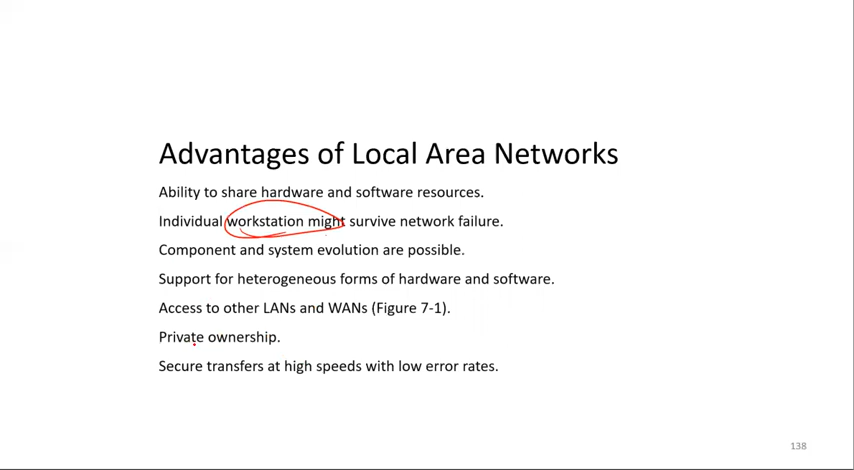 Advantages of Local Area Networks
Ability to share hardware and software resources.
Individual workstation might survive network failure.
Component and system evolution are possible.
Support for heterogeneous forms of hardware and software.
Access to other LANs and WANs (Figure 7-1).
Private ownership.
Secure transfers at high speeds with low error rates.
138